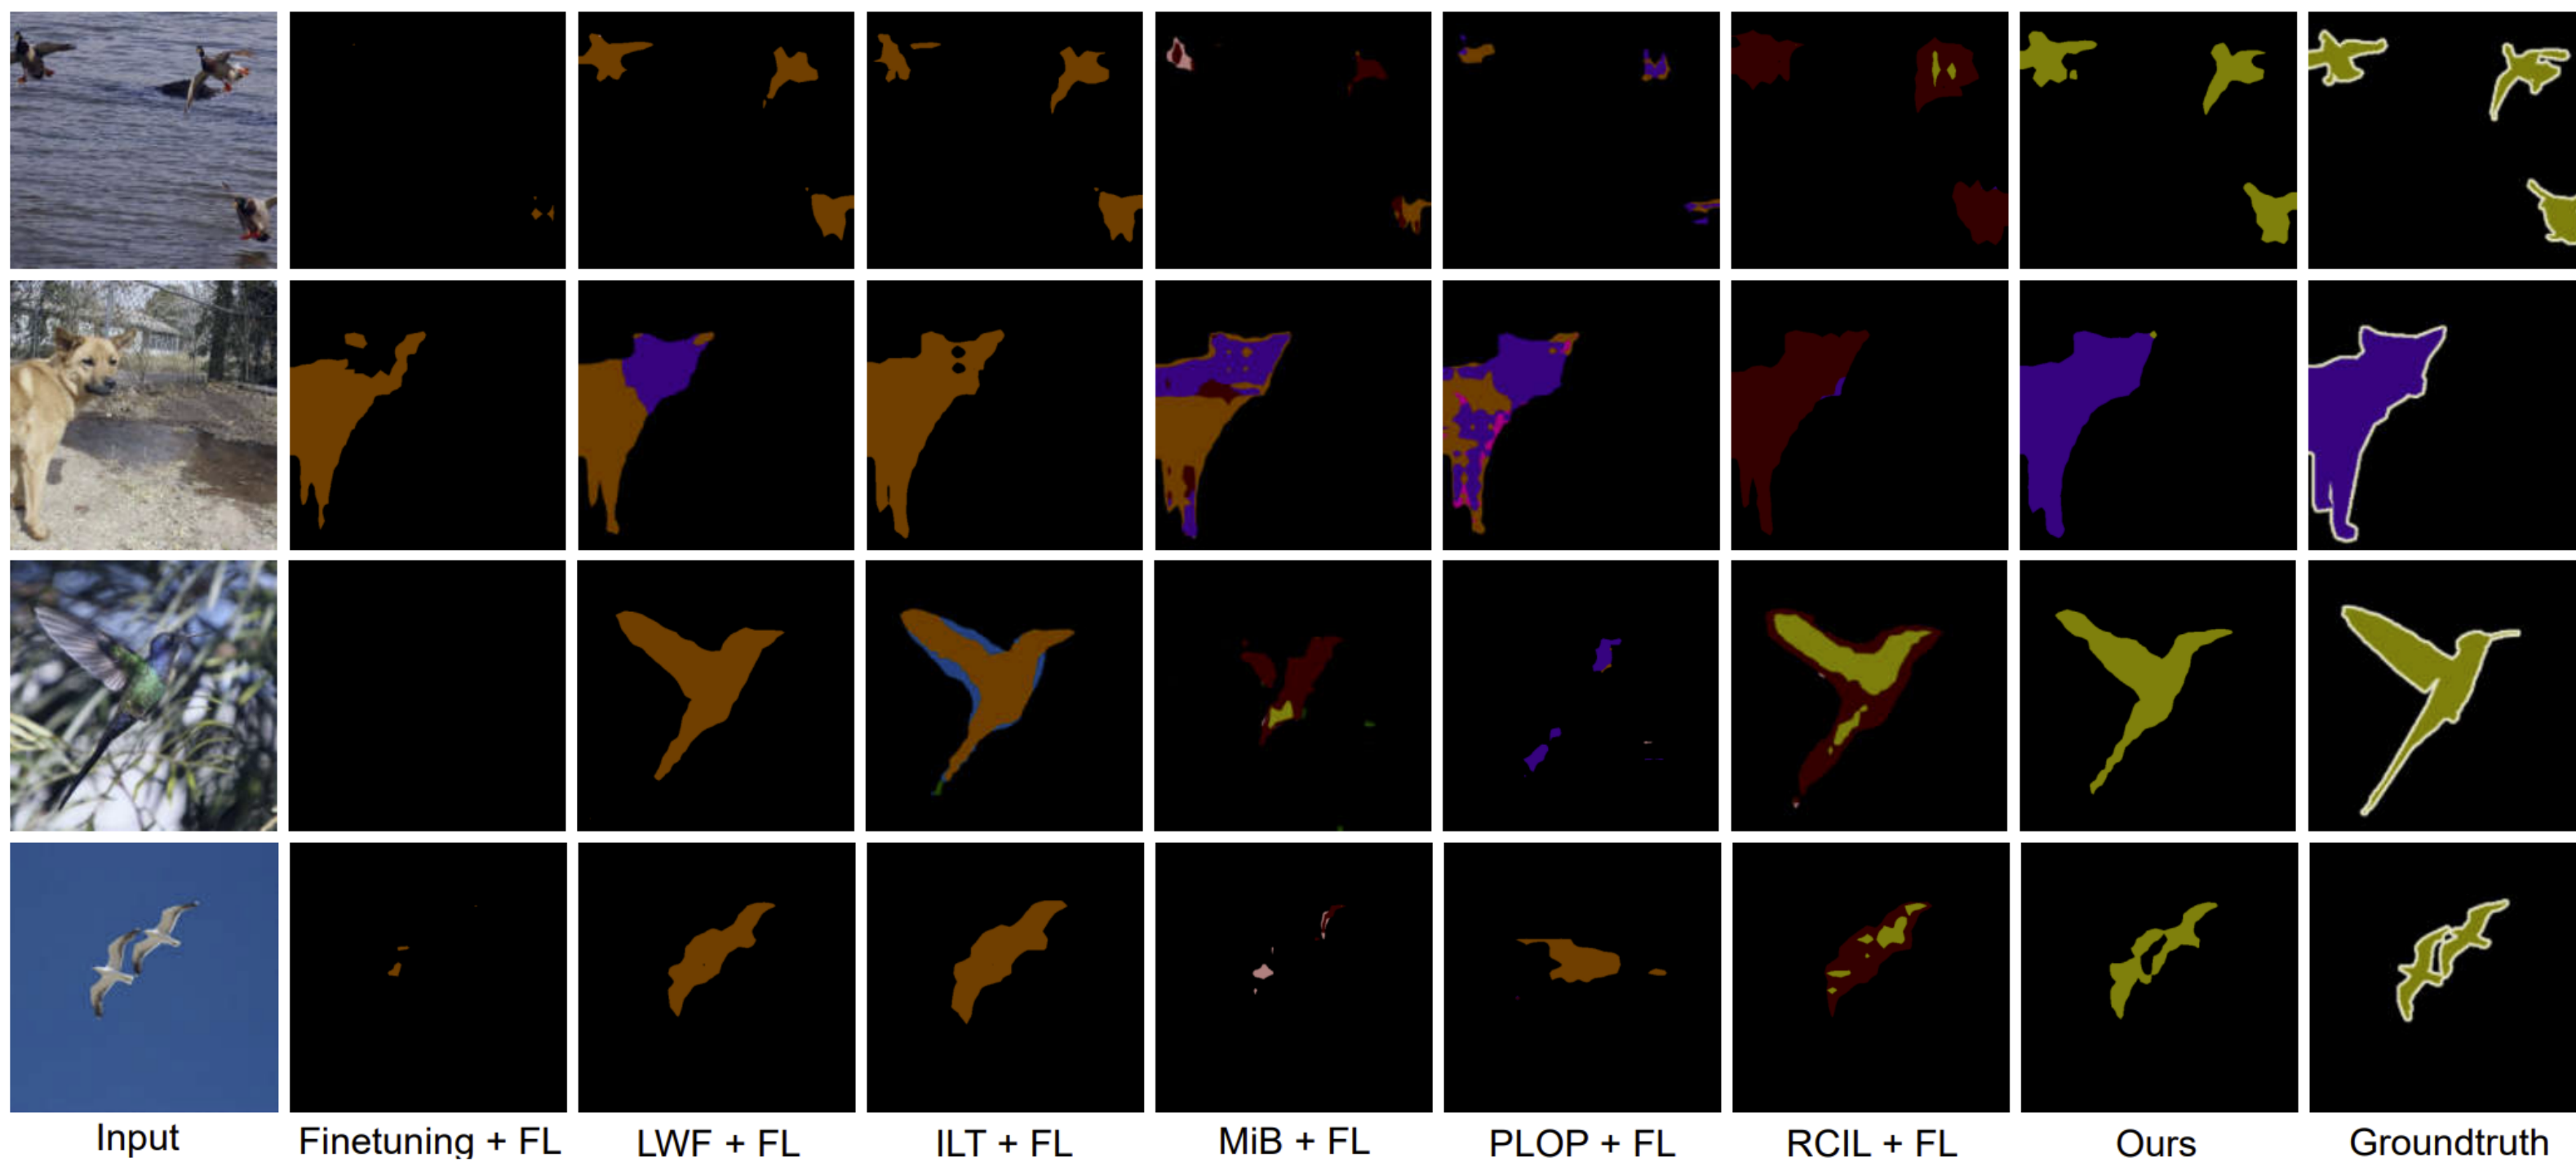 Input Finetuning + FL LWF + FL ILT + FL MiB + FL PLOP + FL RCIL + FL Ours Groundtruth